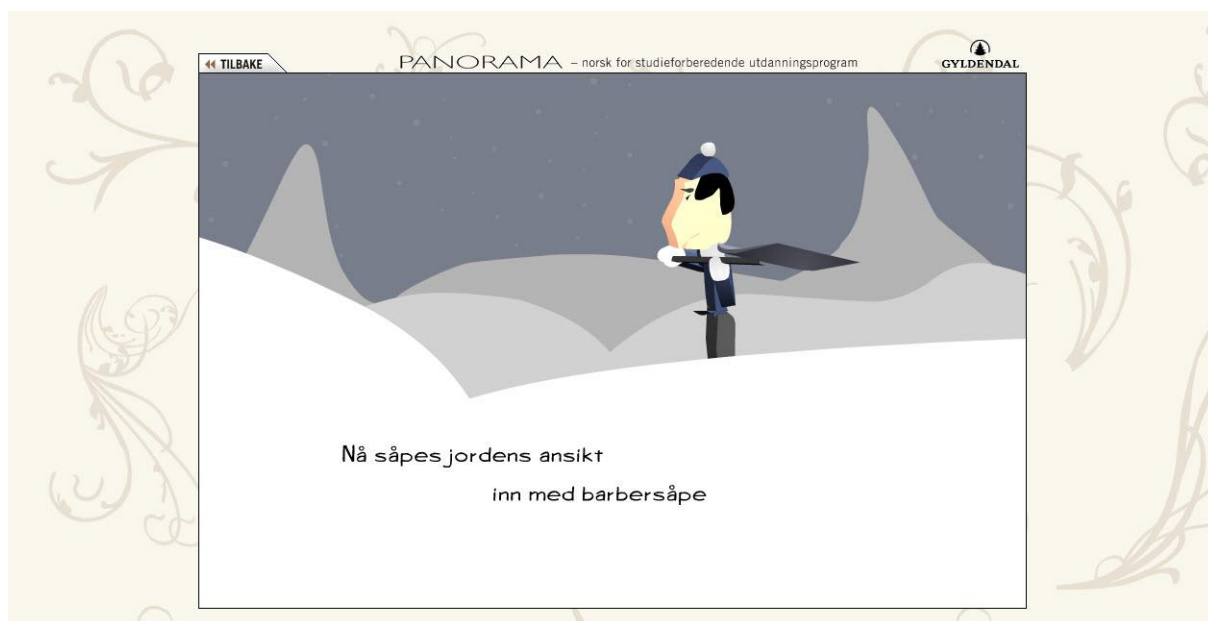 TILBAKE
PANORAMA – norsk for studieforberedende utdanningsprogram
GYLDENDAL
Nå såpes jordens ansikt
inn med barbersåpe